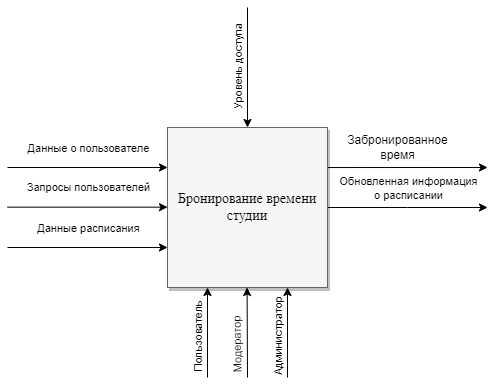 Уровень доступа
Данные о пользователе
Запросы пользователей
Данные расписания
Бронирование времени
студии
Забронированное
время
Обновленная информация
о расписании
Пользователь
Модератор
Администратор